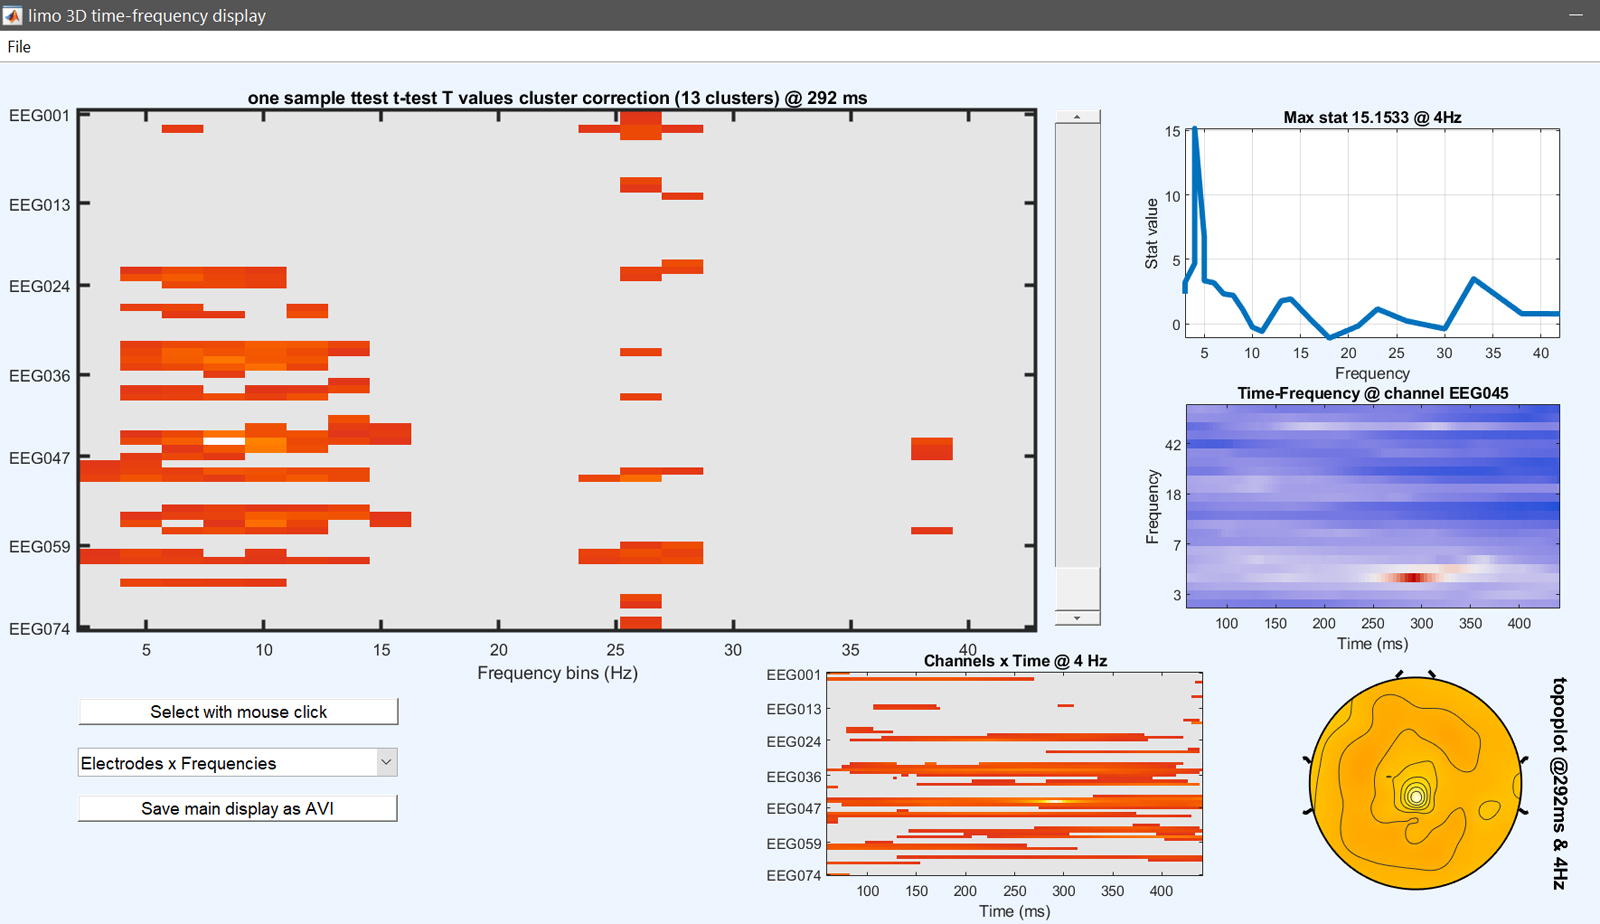 limo 3D time-frequency display
File
one sample ttest t-test T values cluster correction (13 clusters) @ 292 ms
EEG001
EEG013
EEG024
EEG036
EEG047
EEG059
EEG074
5 10 15 20 25 30 35 40
Frequency bins (Hz)
Max stat 15.1533 @ 4Hz
15
10
5
0
Stat value
5 10 15 20 25 30 35 40
Frequency
Time-Frequency @ channel EEG045
42
18
7
3
Frequency
100 150 200 250 300 350 400
Time (ms)
Select with mouse click
Electrodes x Frequencies
Save main display as AVI
Channels x Time @ 4 Hz
EEG001
EEG013
EEG024
EEG036
EEG047
EEG059
EEG074
100 150 200 250 300 350 400
Time (ms)
topoplot @292ms & 4Hz